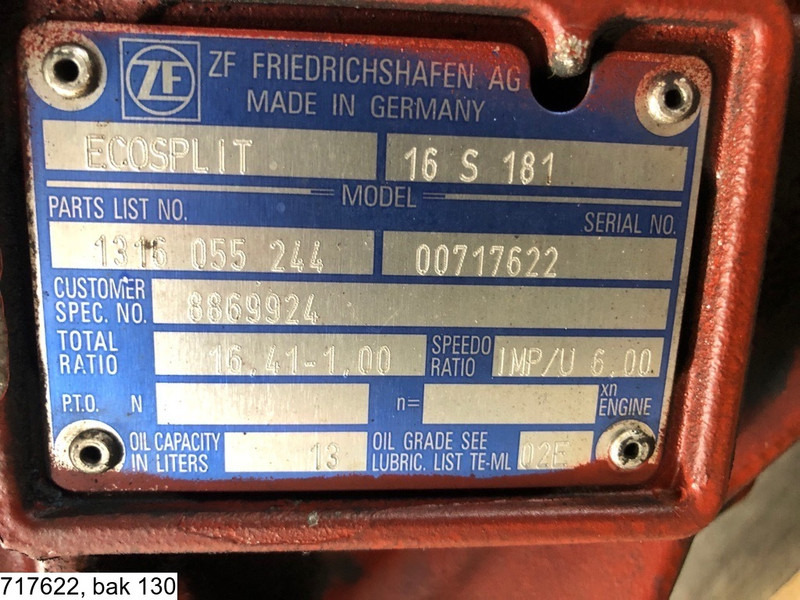 ZF ZF FRIEDRICHSHAFEN AG
MADE IN GERMANY
ECOSPLIT 16 S 181
MODEL
PARTS LIST NO. SERIAL NO.
1316 055 244 00717622
CUSTOMER
SPEC. NO. 8869924
TOTAL
RATIO 16,41-1,00 SPEEDO
RATIO IMP/U 6,00
P.T.O. N n= xn
ENGINE
OIL CAPACITY
IN LITERS 13 OIL GRADE SEE
LUBRIC. LIST TE-ML 02E
717622, bak 130